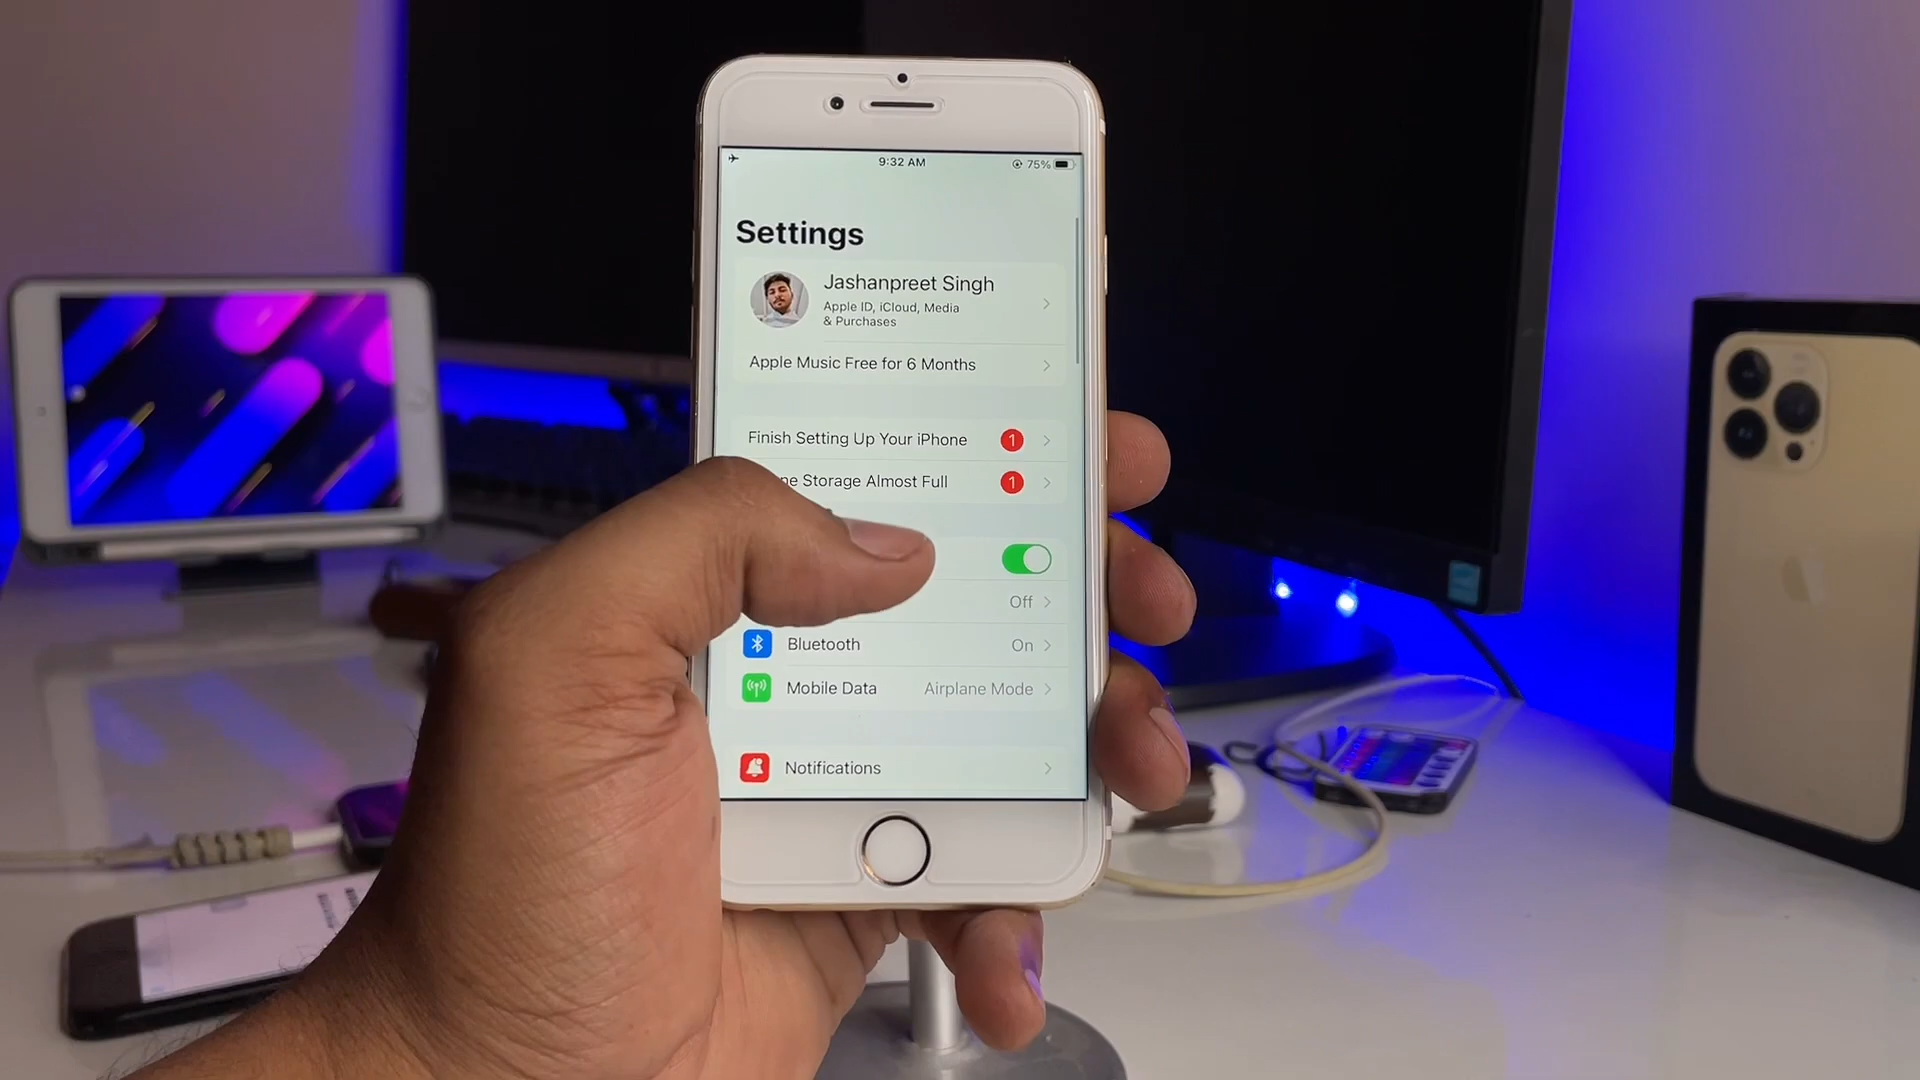 9:32 AM
75%
Settings
Jashanpreet Singh
Apple ID, iCloud, Media
& Purchases
Apple Music Free for 6 Months
Finish Setting Up Your iPhone 1
Storage Almost Full 1
Off
Bluetooth On
Mobile Data Airplane Mode
Notifications